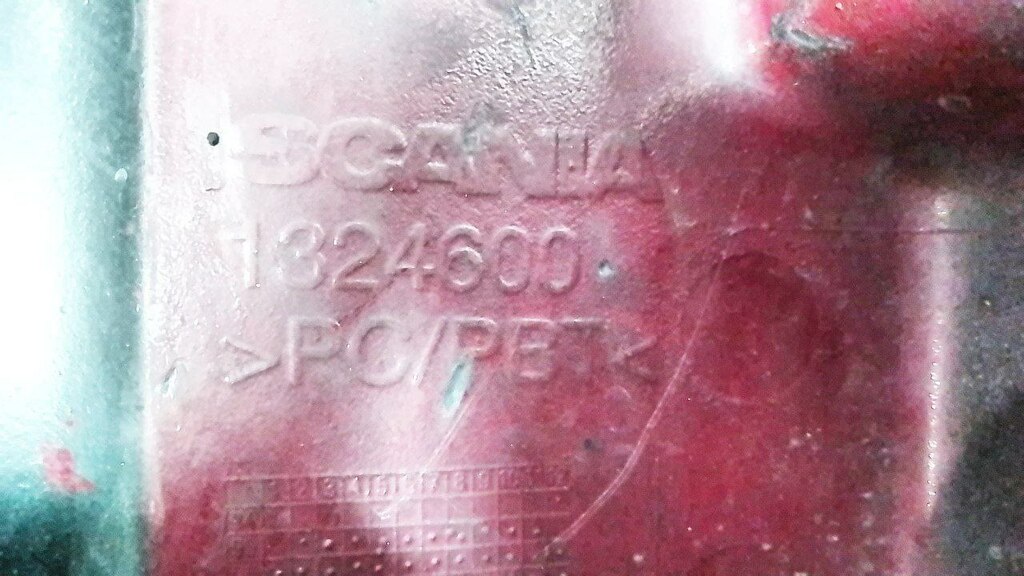 SCANIA
1324600
>PC/PBT<